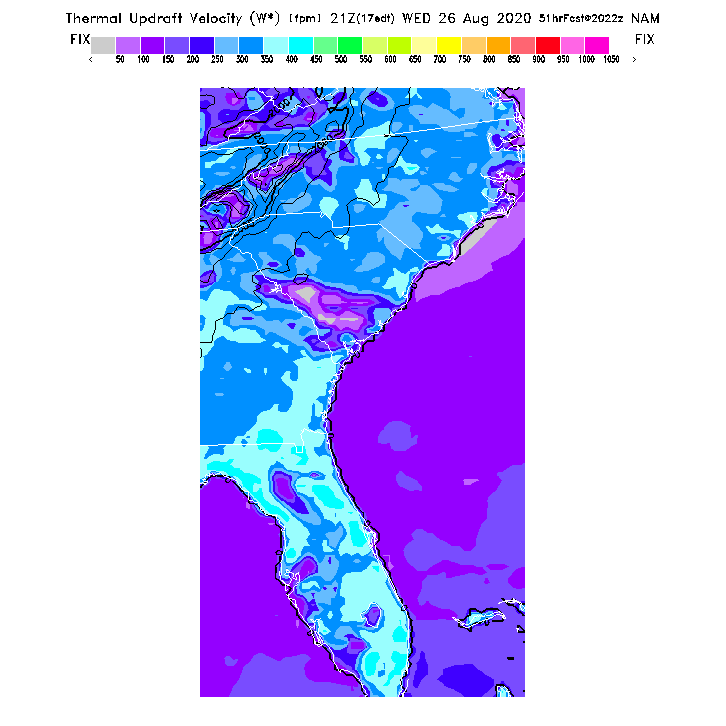 Thermal Updraft Velocity (W*) [fpm] 21Z(17edt) WED 26 Aug 2020 51hrFcst@2022z NAM
FIX FIX
< 50 100 150 200 250 300 350 400 450 500 550 600 650 700 750 800 850 900 950 1000 1050 >